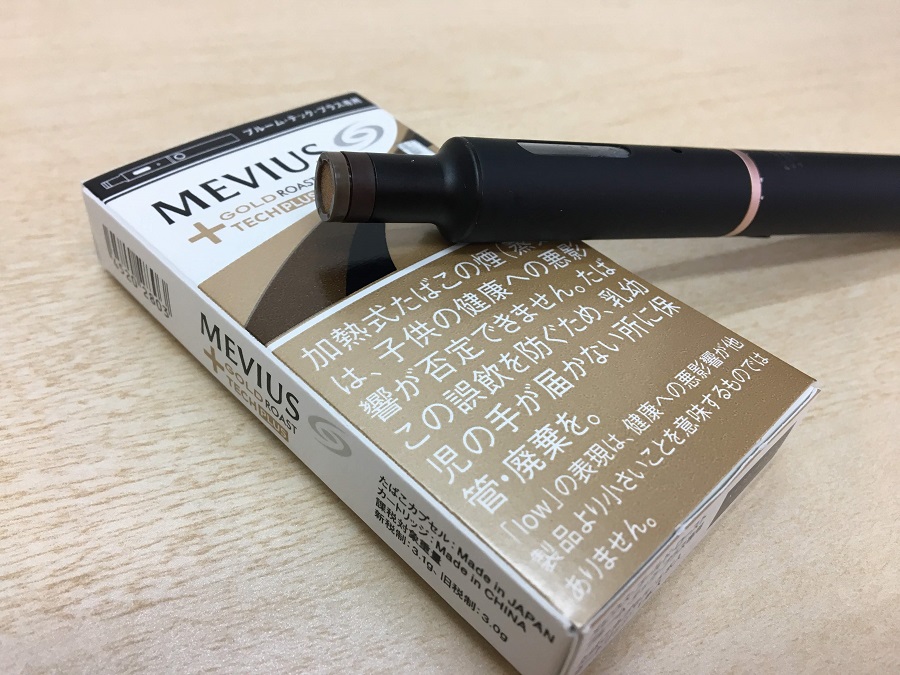 ブルーム・テック・プラス専用
MEVIUS
GOLD ROAST
+TECH PLUS
加熱式たばこの煙(蒸
は、子供の健康への悪影
響が否定できません。たば
この誤飲を防ぐため、乳幼
児の手が届かない所に保
管・廃棄を。
「low」の表現は、健康への悪影響が他
製品より小さいことを意味するものでは
ありません。
MEVIUS
GOLD ROAST
+TECH PLUS
たばこカプセル：Made in JAPAN
カートリッジ：Made in CHINA
課税対象重量
新税制：3.1g、旧税制：3.0g